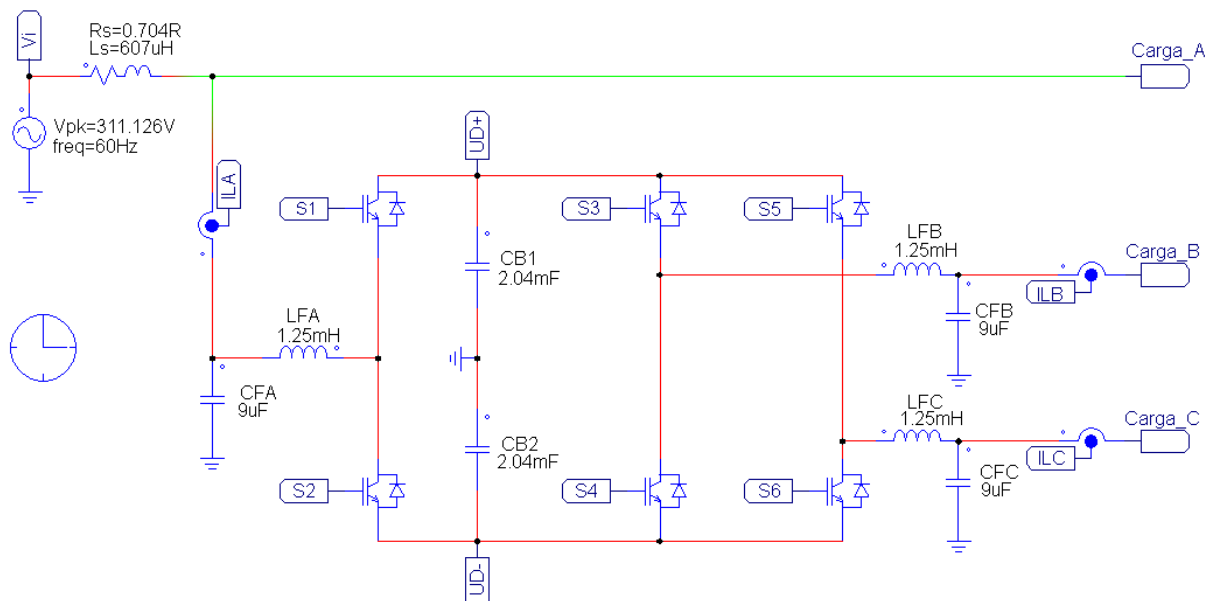 Vi
Rs=0.704R
Ls=607uH
Carga_A
Vpk=311.126V
freq=60Hz
UD+
ILA
S1
S3
S5
CB1
2.04mF
LFB
1.25mH
Carga_B
ILB
CFB
9uF
LFA
1.25mH
CFA
9uF
CB2
2.04mF
LFC
1.25mH
Carga_C
ILC
CFC
9uF
S2
S4
S6
UD-